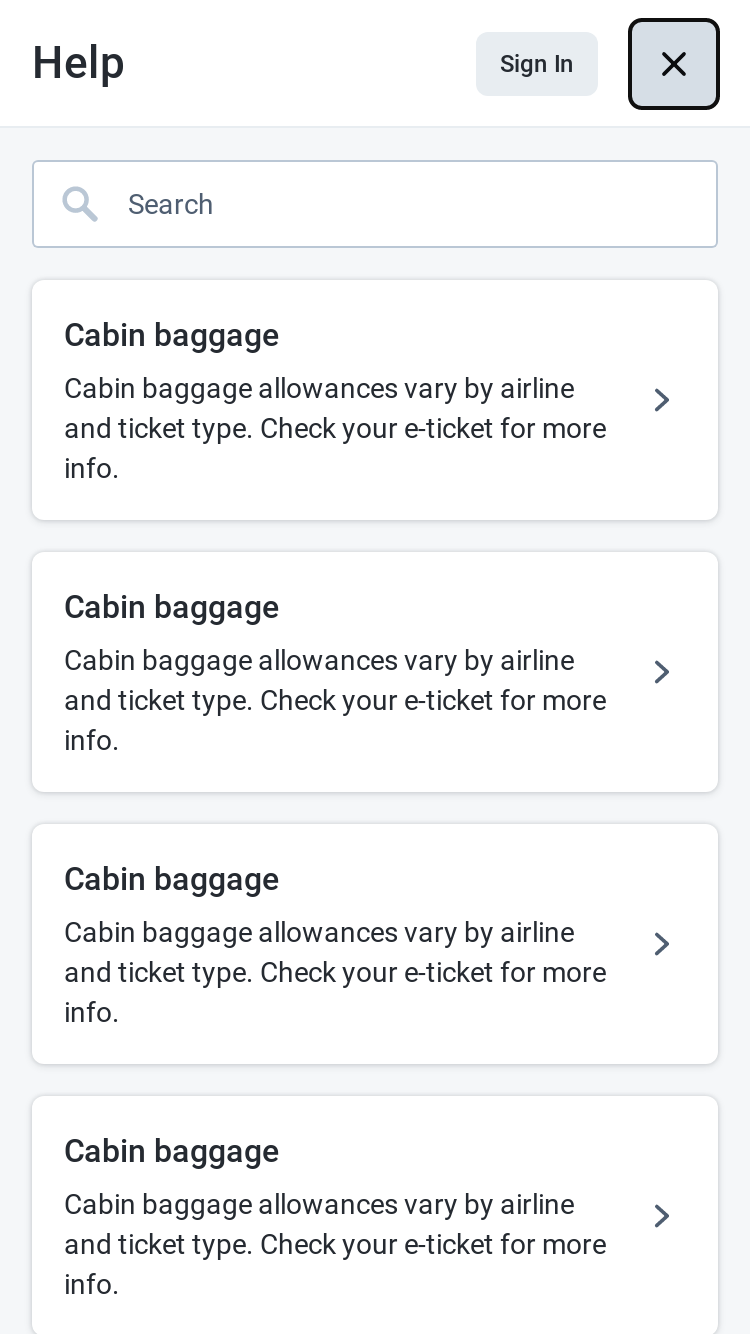 Help
Sign In
Search
Cabin baggage
Cabin baggage allowances vary by airline
and ticket type. Check your e-ticket for more
info.
Cabin baggage
Cabin baggage allowances vary by airline
and ticket type. Check your e-ticket for more
info.
Cabin baggage
Cabin baggage allowances vary by airline
and ticket type. Check your e-ticket for more
info.
Cabin baggage
Cabin baggage allowances vary by airline
and ticket type. Check your e-ticket for more
info.